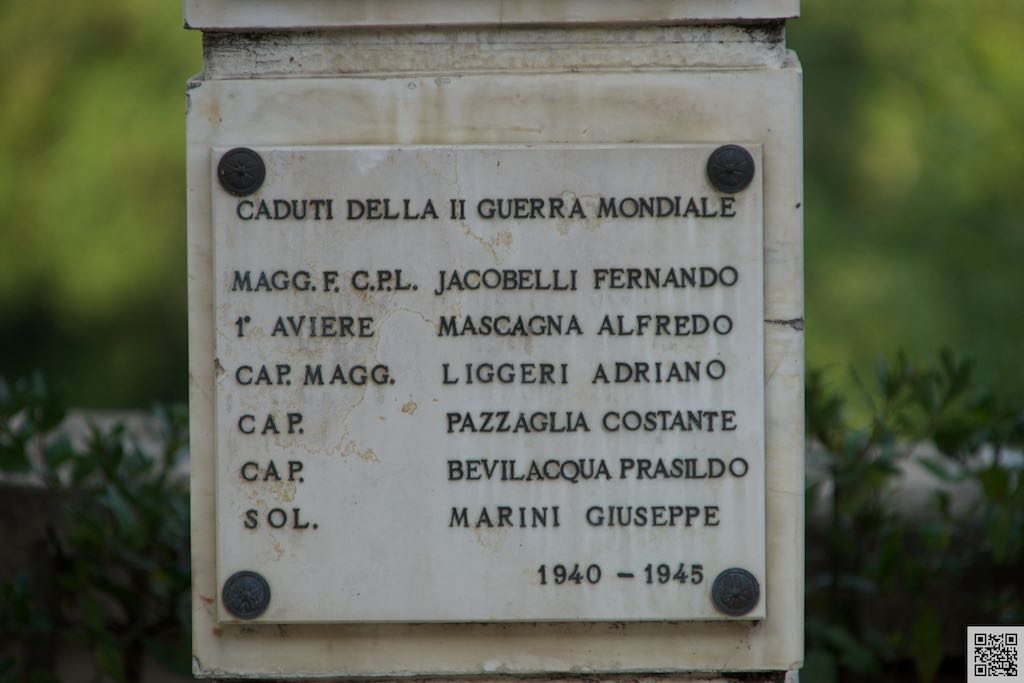 CADUTI DELLA II GUERRA MONDIALE
MAGG. F. C.P.L. JACOBELLI FERNANDO
1° AVIERE MASCAGNA ALFREDO
CAP. MAGG. LIGGERI ADRIANO
CAP. PAZZAGLIA COSTANTE
CAP. BEVILACQUA PRASILDO
SOL. MARINI GIUSEPPE
1940 - 1945